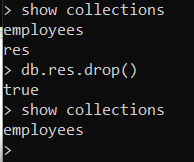 > show collections
employees
res
> db.res.drop()
true
> show collections
employees
>